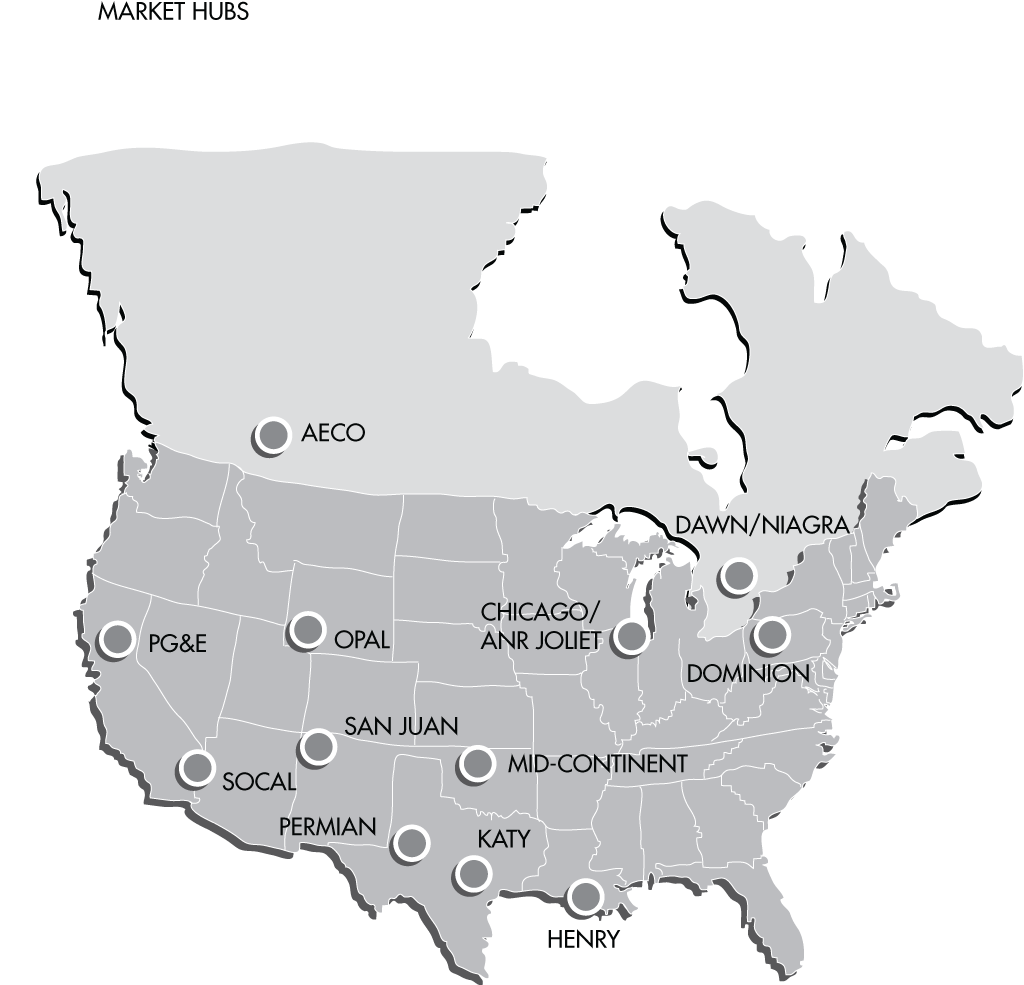 MARKET HUBS
AECO
DAWN/NIAGRA
CHICAGO/
ANR JOLIET
PG&E
OPAL
DOMINION
SAN JUAN
MID-CONTINENT
SOCAL
PERMIAN
KATY
HENRY